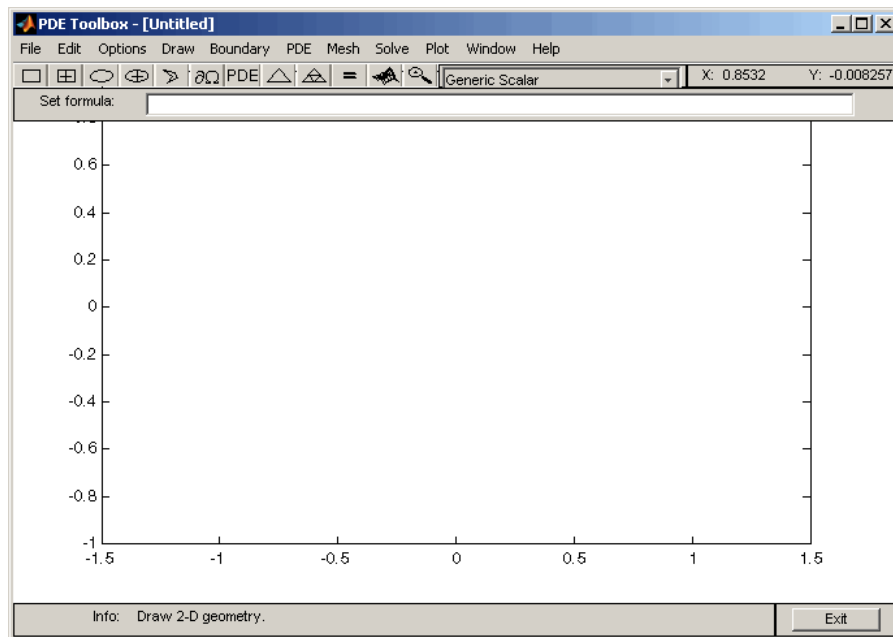 PDE Toolbox - [Untitled]
File Edit Options Draw Boundary PDE Mesh Solve Plot Window Help
∂Ω PDE = Generic Scalar X: 0.8532 Y: -0.008257
Set formula:
0.6
0.4
0.2
0
-0.2
-0.4
-0.6
-0.8
-1
-1.5 -1 -0.5 0 0.5 1 1.5
Info: Draw 2-D geometry. Exit